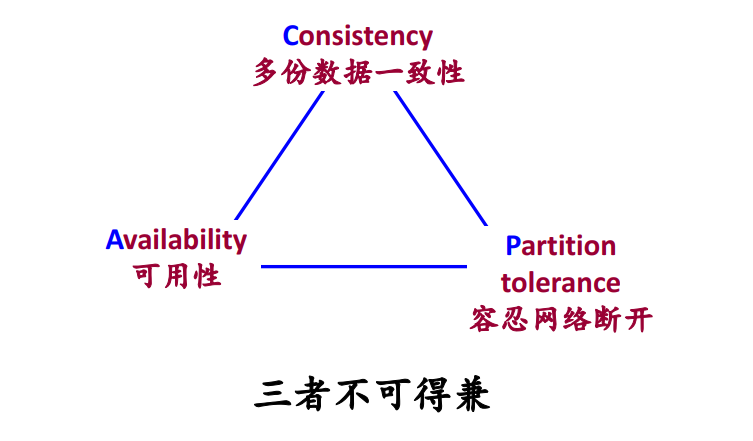 Consistency
多份数据一致性
Availability
可用性
Partition
tolerance
容忍网络断开
三者不可得兼